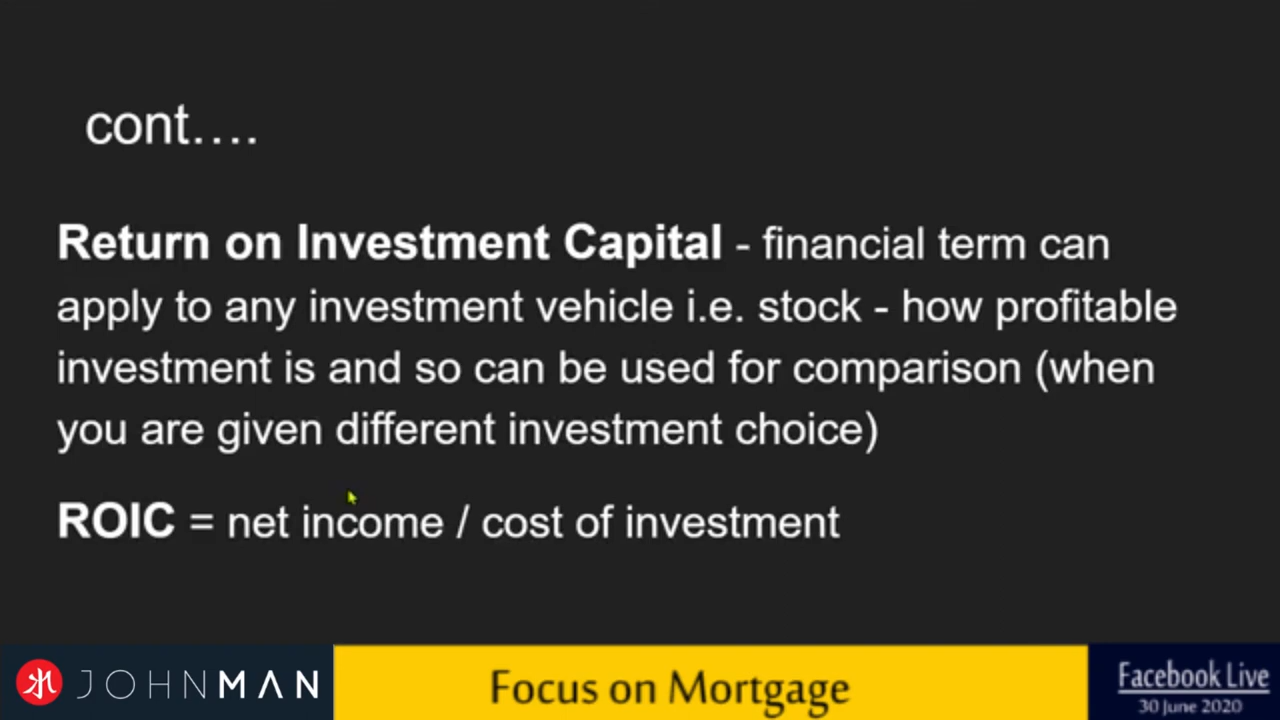 cont....
Return on Investment Capital - financial term can
apply to any investment vehicle i.e. stock - how profitable
investment is and so can be used for comparison (when
you are given different investment choice)
ROIC = net income / cost of investment
JOHNMAN
Focus on Mortgage
Facebook Live
30 June 2020